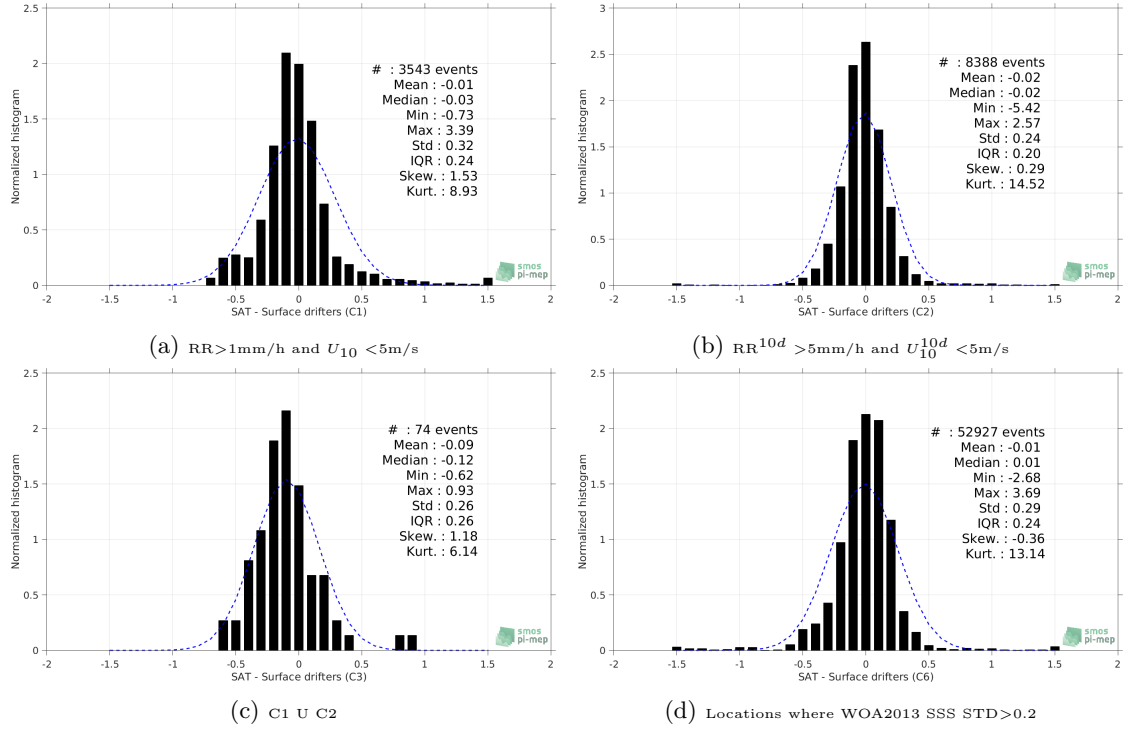 2.5
2
1.5
1
0.5
0
-2
-1.5
-1
-0.5
0
0.5
1
1.5
2
Normalized histogram
SAT - Surface drifters (C1)
# : 3543 events
Mean : -0.01
Median : -0.03
Min : -0.73
Max : 3.39
Std : 0.32
IQR : 0.24
Skew. : 1.53
Kurt. : 8.93
smos
pi-mep
(a) RR>1mm/h and U10 <5m/s
3
2.5
2
1.5
1
0.5
0
-2
-1.5
-1
-0.5
0
0.5
1
1.5
2
Normalized histogram
SAT - Surface drifters (C2)
# : 8388 events
Mean : -0.02
Median : -0.02
Min : -5.42
Max : 2.57
Std : 0.24
IQR : 0.20
Skew. : 0.29
Kurt. : 14.52
smos
pi-mep
(b) RR^10d >5mm/h and U10^10d <5m/s
2.5
2
1.5
1
0.5
0
-2
-1.5
-1
-0.5
0
0.5
1
1.5
2
Normalized histogram
SAT - Surface drifters (C3)
# : 74 events
Mean : -0.09
Median : -0.12
Min : -0.62
Max : 0.93
Std : 0.26
IQR : 0.26
Skew. : 1.18
Kurt. : 6.14
smos
pi-mep
(c) C1 U C2
2.5
2
1.5
1
0.5
0
-2
-1.5
-1
-0.5
0
0.5
1
1.5
2
Normalized histogram
SAT - Surface drifters (C6)
# : 52927 events
Mean : -0.01
Median : 0.01
Min : -2.68
Max : 3.69
Std : 0.29
IQR : 0.24
Skew. : -0.36
Kurt. : 13.14
smos
pi-mep
(d) Locations where WOA2013 SSS STD>0.2